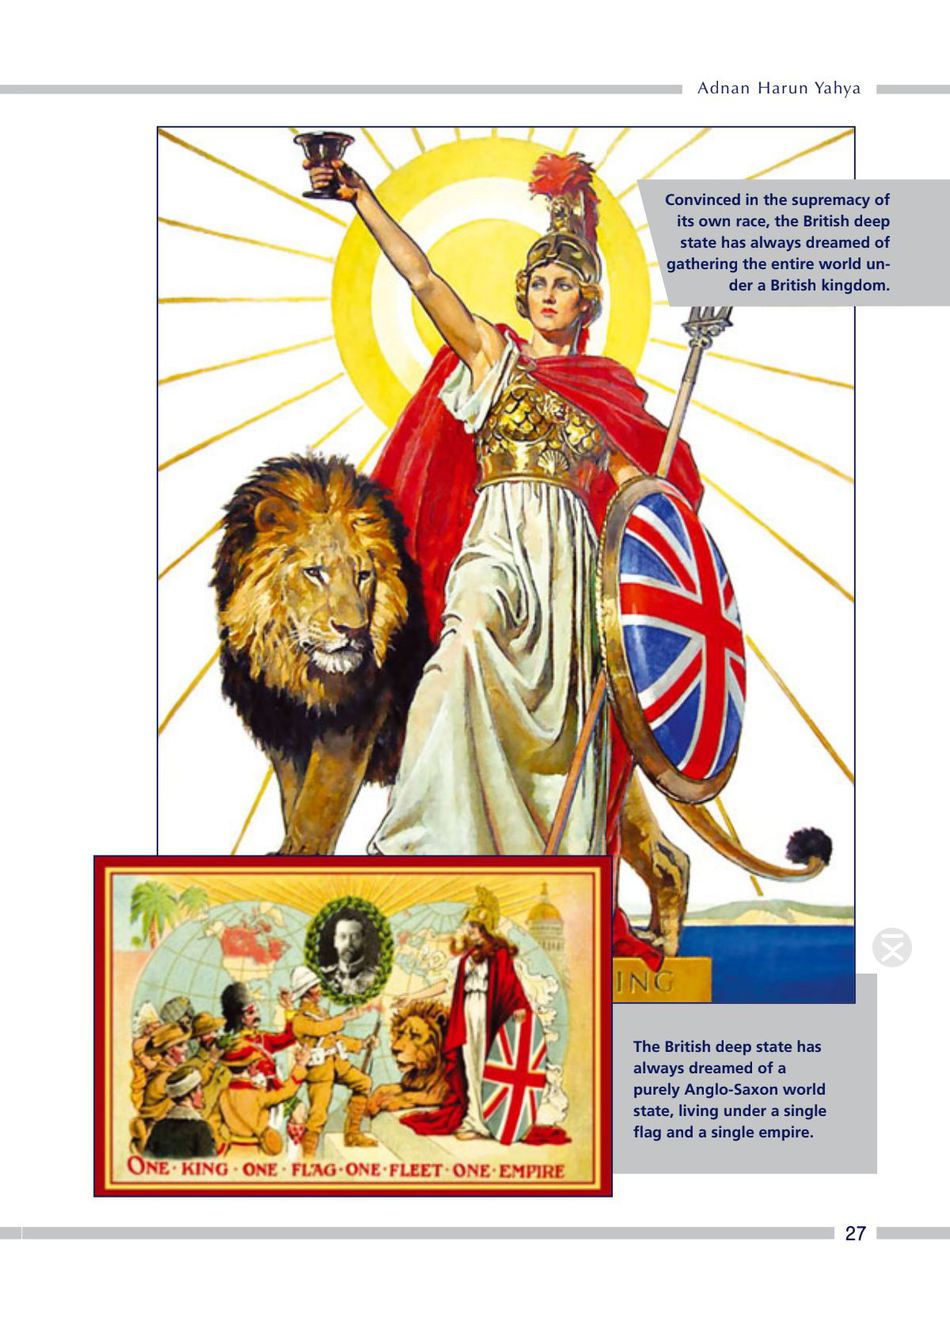 Adnan Harun Yahya
Convinced in the supremacy of
its own race, the British deep
state has always dreamed of
gathering the entire world un-
der a British kingdom.
ING
The British deep state has
always dreamed of a
purely Anglo-Saxon world
state, living under a single
flag and a single empire.
ONE · KING · ONE · FLAG · ONE · FLEET · ONE · EMPIRE
27